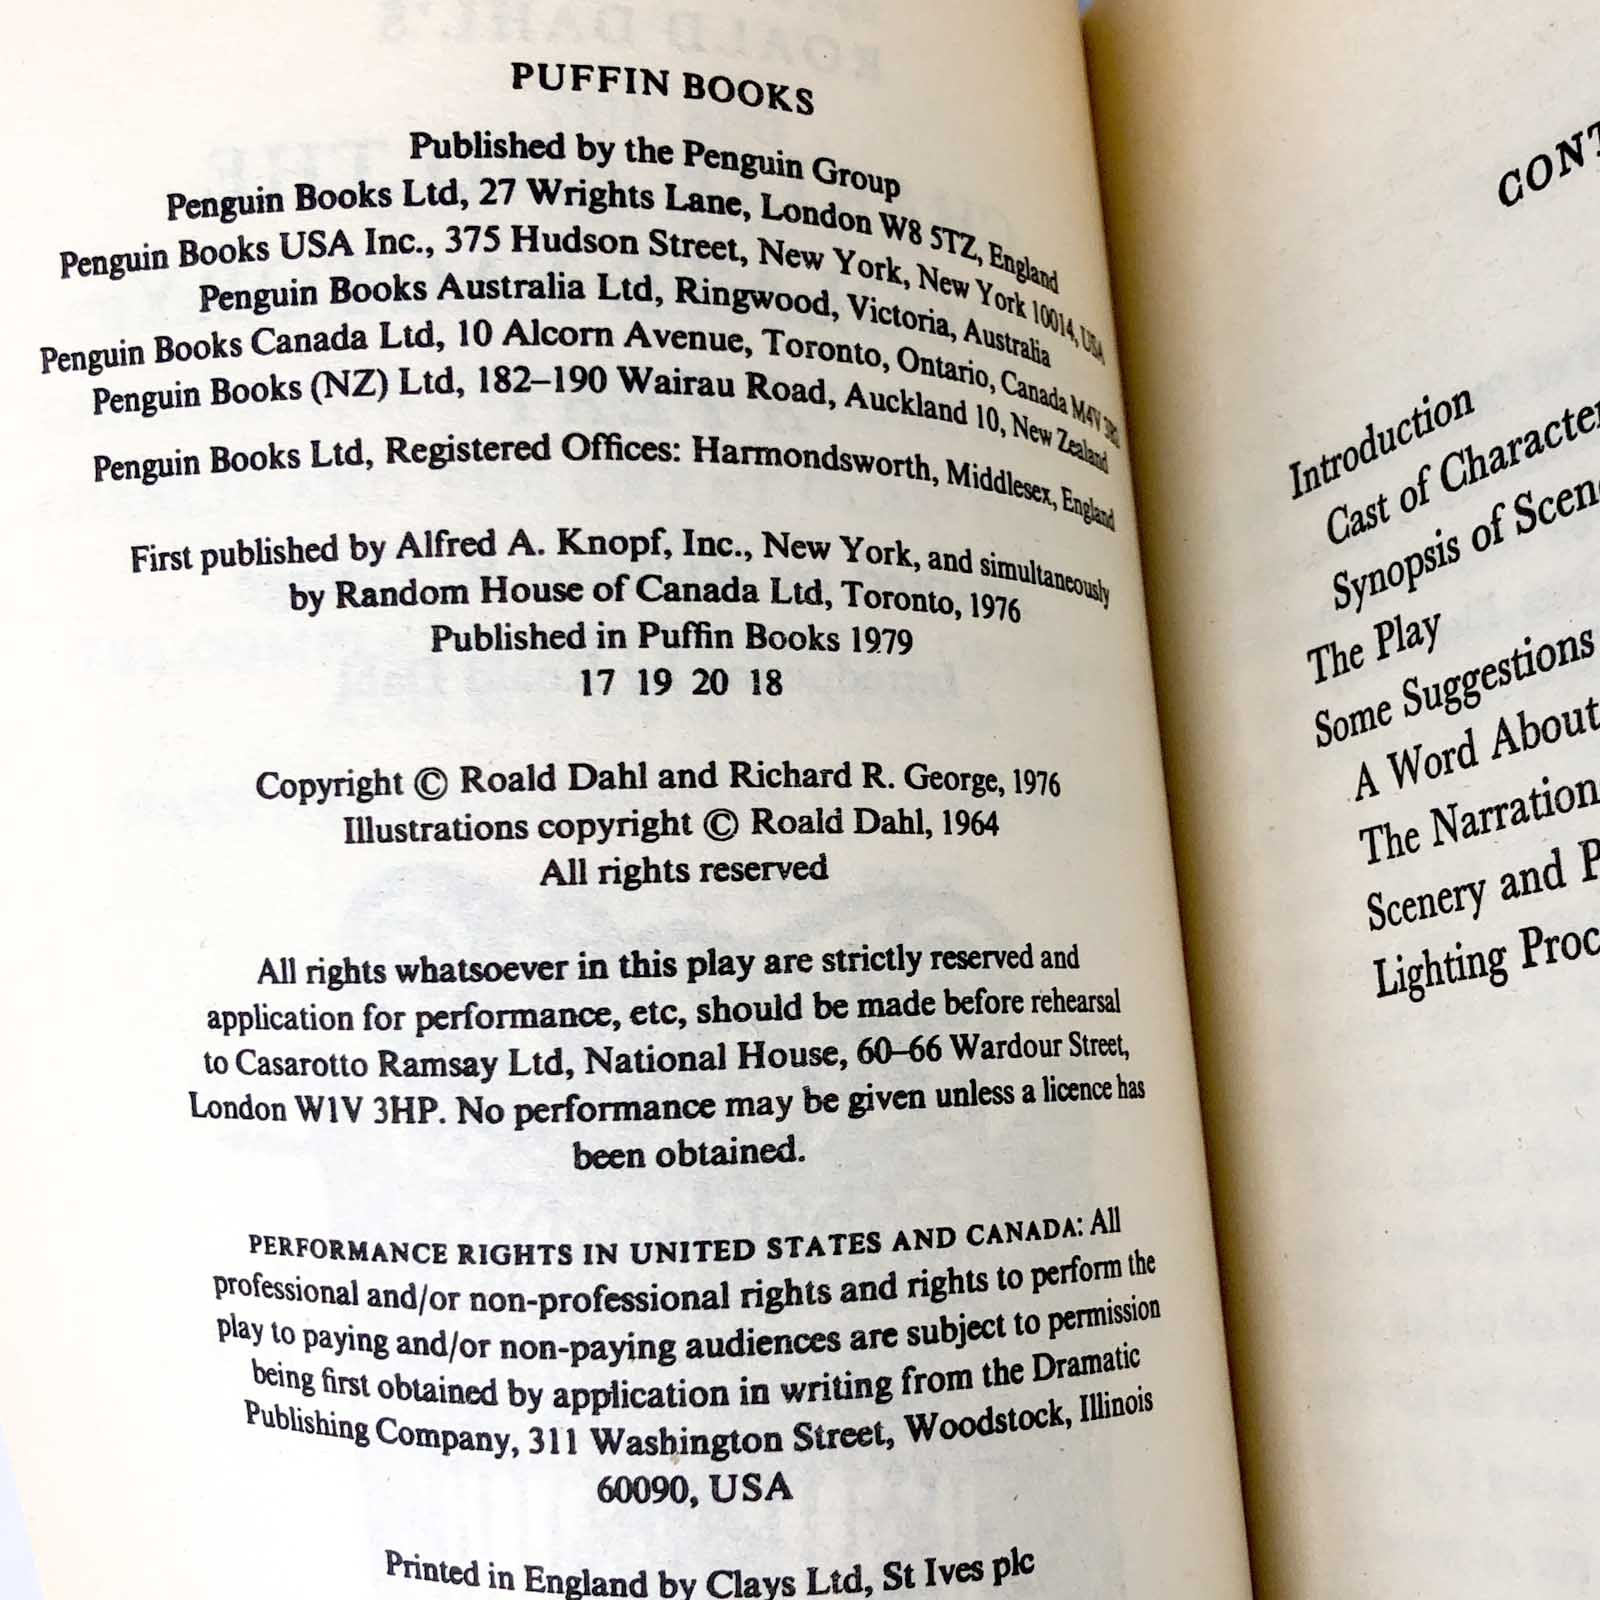 PUFFIN BOOKS
Published by the Penguin Group
Penguin Books Ltd, 27 Wrights Lane, London W8 5TZ, England
Penguin Books USA Inc., 375 Hudson Street, New York, New York 10014, USA
Penguin Books Australia Ltd, Ringwood, Victoria, Australia
Penguin Books Canada Ltd, 10 Alcorn Avenue, Toronto, Ontario, Canada M4V
Penguin Books (NZ) Ltd, 182–190 Wairau Road, Auckland 10, New Zealand
Penguin Books Ltd, Registered Offices: Harmondsworth, Middlesex, England
First published by Alfred A. Knopf, Inc., New York, and simultaneously
by Random House of Canada Ltd, Toronto, 1976
Published in Puffin Books 1979
17 19 20 18
Copyright © Roald Dahl and Richard R. George, 1976
Illustrations copyright © Roald Dahl, 1964
All rights reserved
All rights whatsoever in this play are strictly reserved and
application for performance, etc, should be made before rehearsal
to Casarotto Ramsay Ltd, National House, 60–66 Wardour Street,
London W1V 3HP. No performance may be given unless a licence has
been obtained.
PERFORMANCE RIGHTS IN UNITED STATES AND CANADA: All
professional and/or non-professional rights and rights to perform the
play to paying and/or non-paying audiences are subject to permission
being first obtained by application in writing from the Dramatic
Publishing Company, 311 Washington Street, Woodstock, Illinois
60090, USA
Printed in England by Clays Ltd, St Ives plc
CONT
Introduction
Cast of Character
Synopsis of Scen
The Play
Some Suggestions
A Word About
The Narration
Scenery and P
Lighting Proc